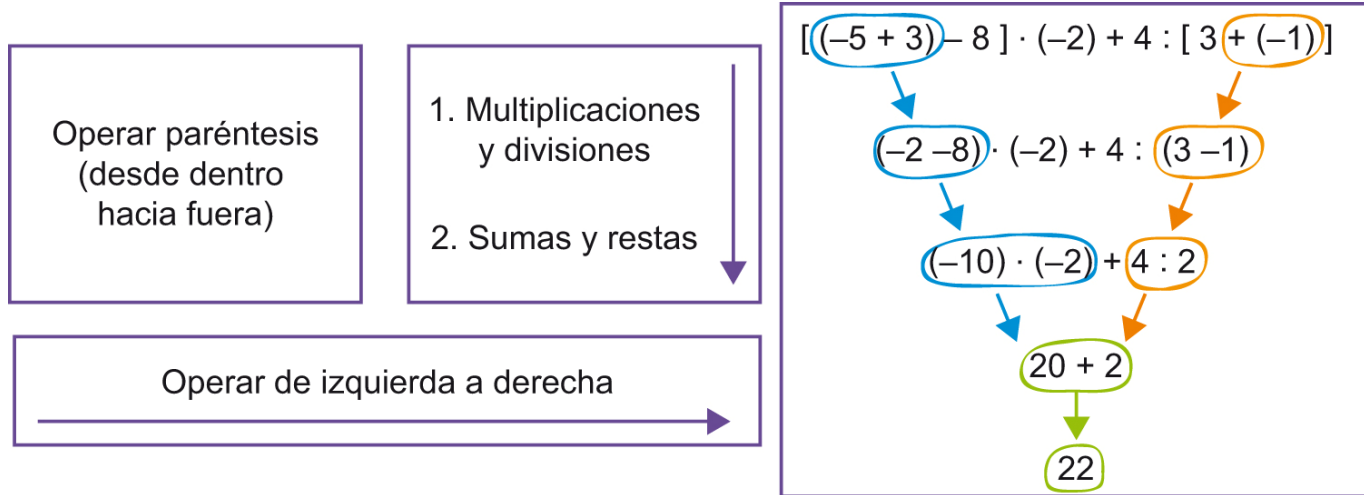 Operar paréntesis
(desde dentro
hacia fuera)
1. Multiplicaciones
y divisiones
2. Sumas y restas
Operar de izquierda a derecha
[(–5 + 3)– 8 ] · (–2) + 4 : [ 3 + (–1) ]
(–2 –8) · (–2) + 4 : (3 –1)
(–10) · (–2) + 4 : 2
20 + 2
22